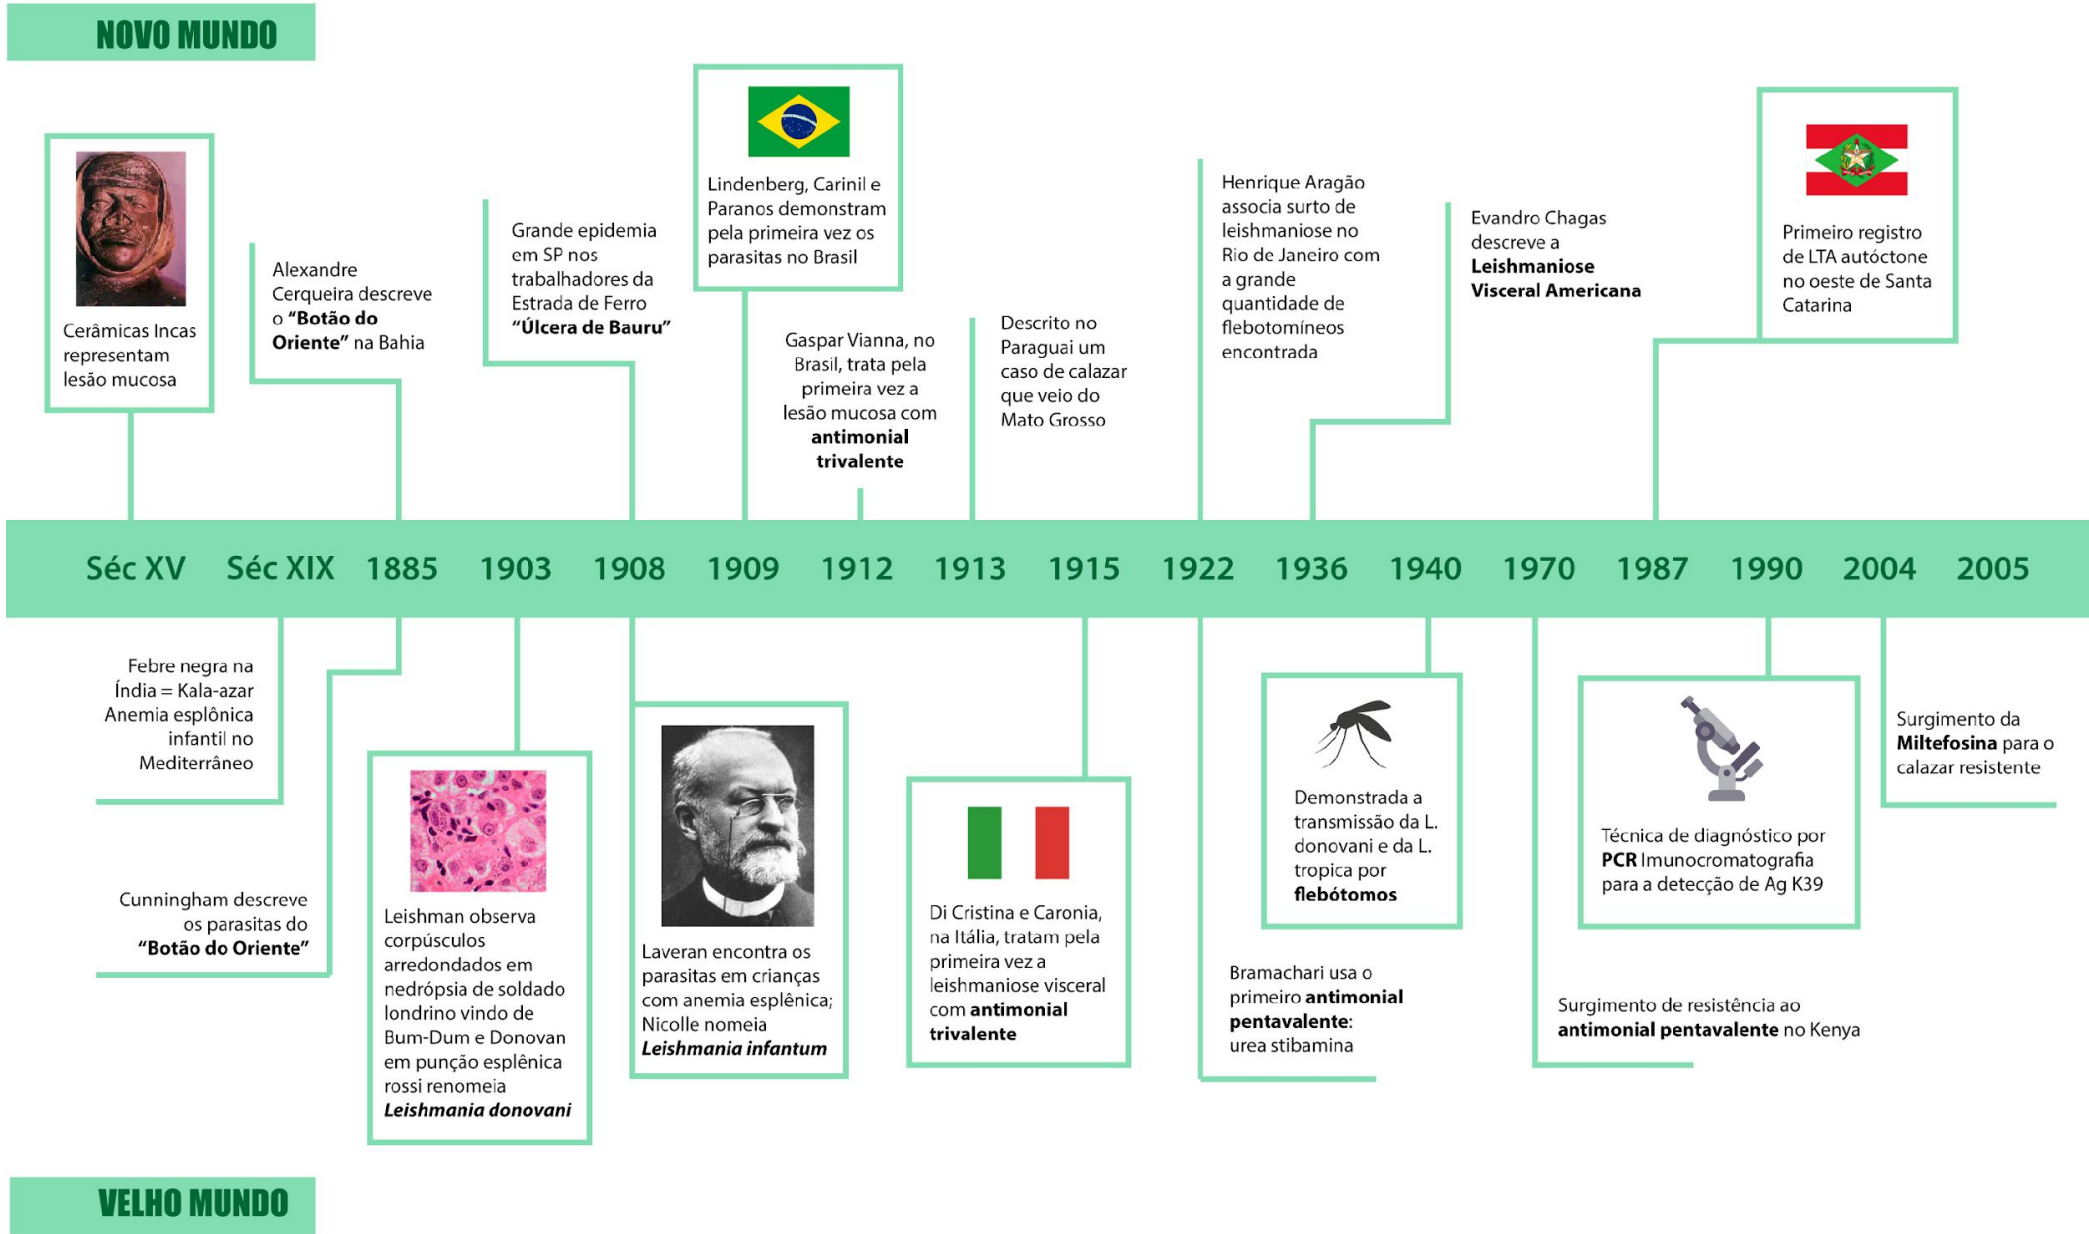 NOVO MUNDO
Cerâmicas Incas
representam
lesão mucosa
Alexandre
Cerqueira descreve
o “Botão do
Oriente” na Bahia
Grande epidemia
em SP nos
trabalhadores da
Estrada de Ferro
“Úlcera de Bauru”
Lindenberg, Carinil e
Paranos demonstram
pela primeira vez os
parasitas no Brasil
Gaspar Vianna, no
Brasil, trata pela
primeira vez a
lesão mucosa com
antimonial
trivalente
Descrito no
Paraguai um
caso de calazar
que veio do
Mato Grosso
Henrique Aragão
associa surto de
leishmaniose no
Rio de Janeiro com
a grande
quantidade de
flebotomíneos
encontrada
Evandro Chagas
descreve a
Leishmaniose
Visceral Americana
Primeiro registro
de LTA autóctone
no oeste de Santa
Catarina
Séc XV Séc XIX 1885 1903 1908 1909 1912 1913 1915 1922 1936 1940 1970 1987 1990 2004 2005
Febre negra na
Índia = Kala-azar
Anemia esplônica
infantil no
Mediterrâneo
Cunningham descreve
os parasitas do
“Botão do Oriente”
Leishman observa
corpúsculos
arredondados em
nedrópsia de soldado
londrino vindo de
Bum-Dum e Donovan
em punção esplênica
rossi renomeia
Leishmania donovani
Laveran encontra os
parasitas em crianças
com anemia esplênica;
Nicolle nomeia
Leishmania infantum
Di Cristina e Caronia,
na Itália, tratam pela
primeira vez a
leishmaniose visceral
com antimonial
trivalente
Bramachari usa o
primeiro antimonial
pentavalente:
urea stibamina
Demonstrada a
transmissão da L.
donovani e da L.
tropica por
flebótomos
Surgimento de resistência ao
antimonial pentavalente no Kenya
Técnica de diagnóstico por
PCR Imunocromatografia
para a detecção de Ag K39
Surgimento da
Miltefosina para o
calazar resistente
VELHO MUNDO